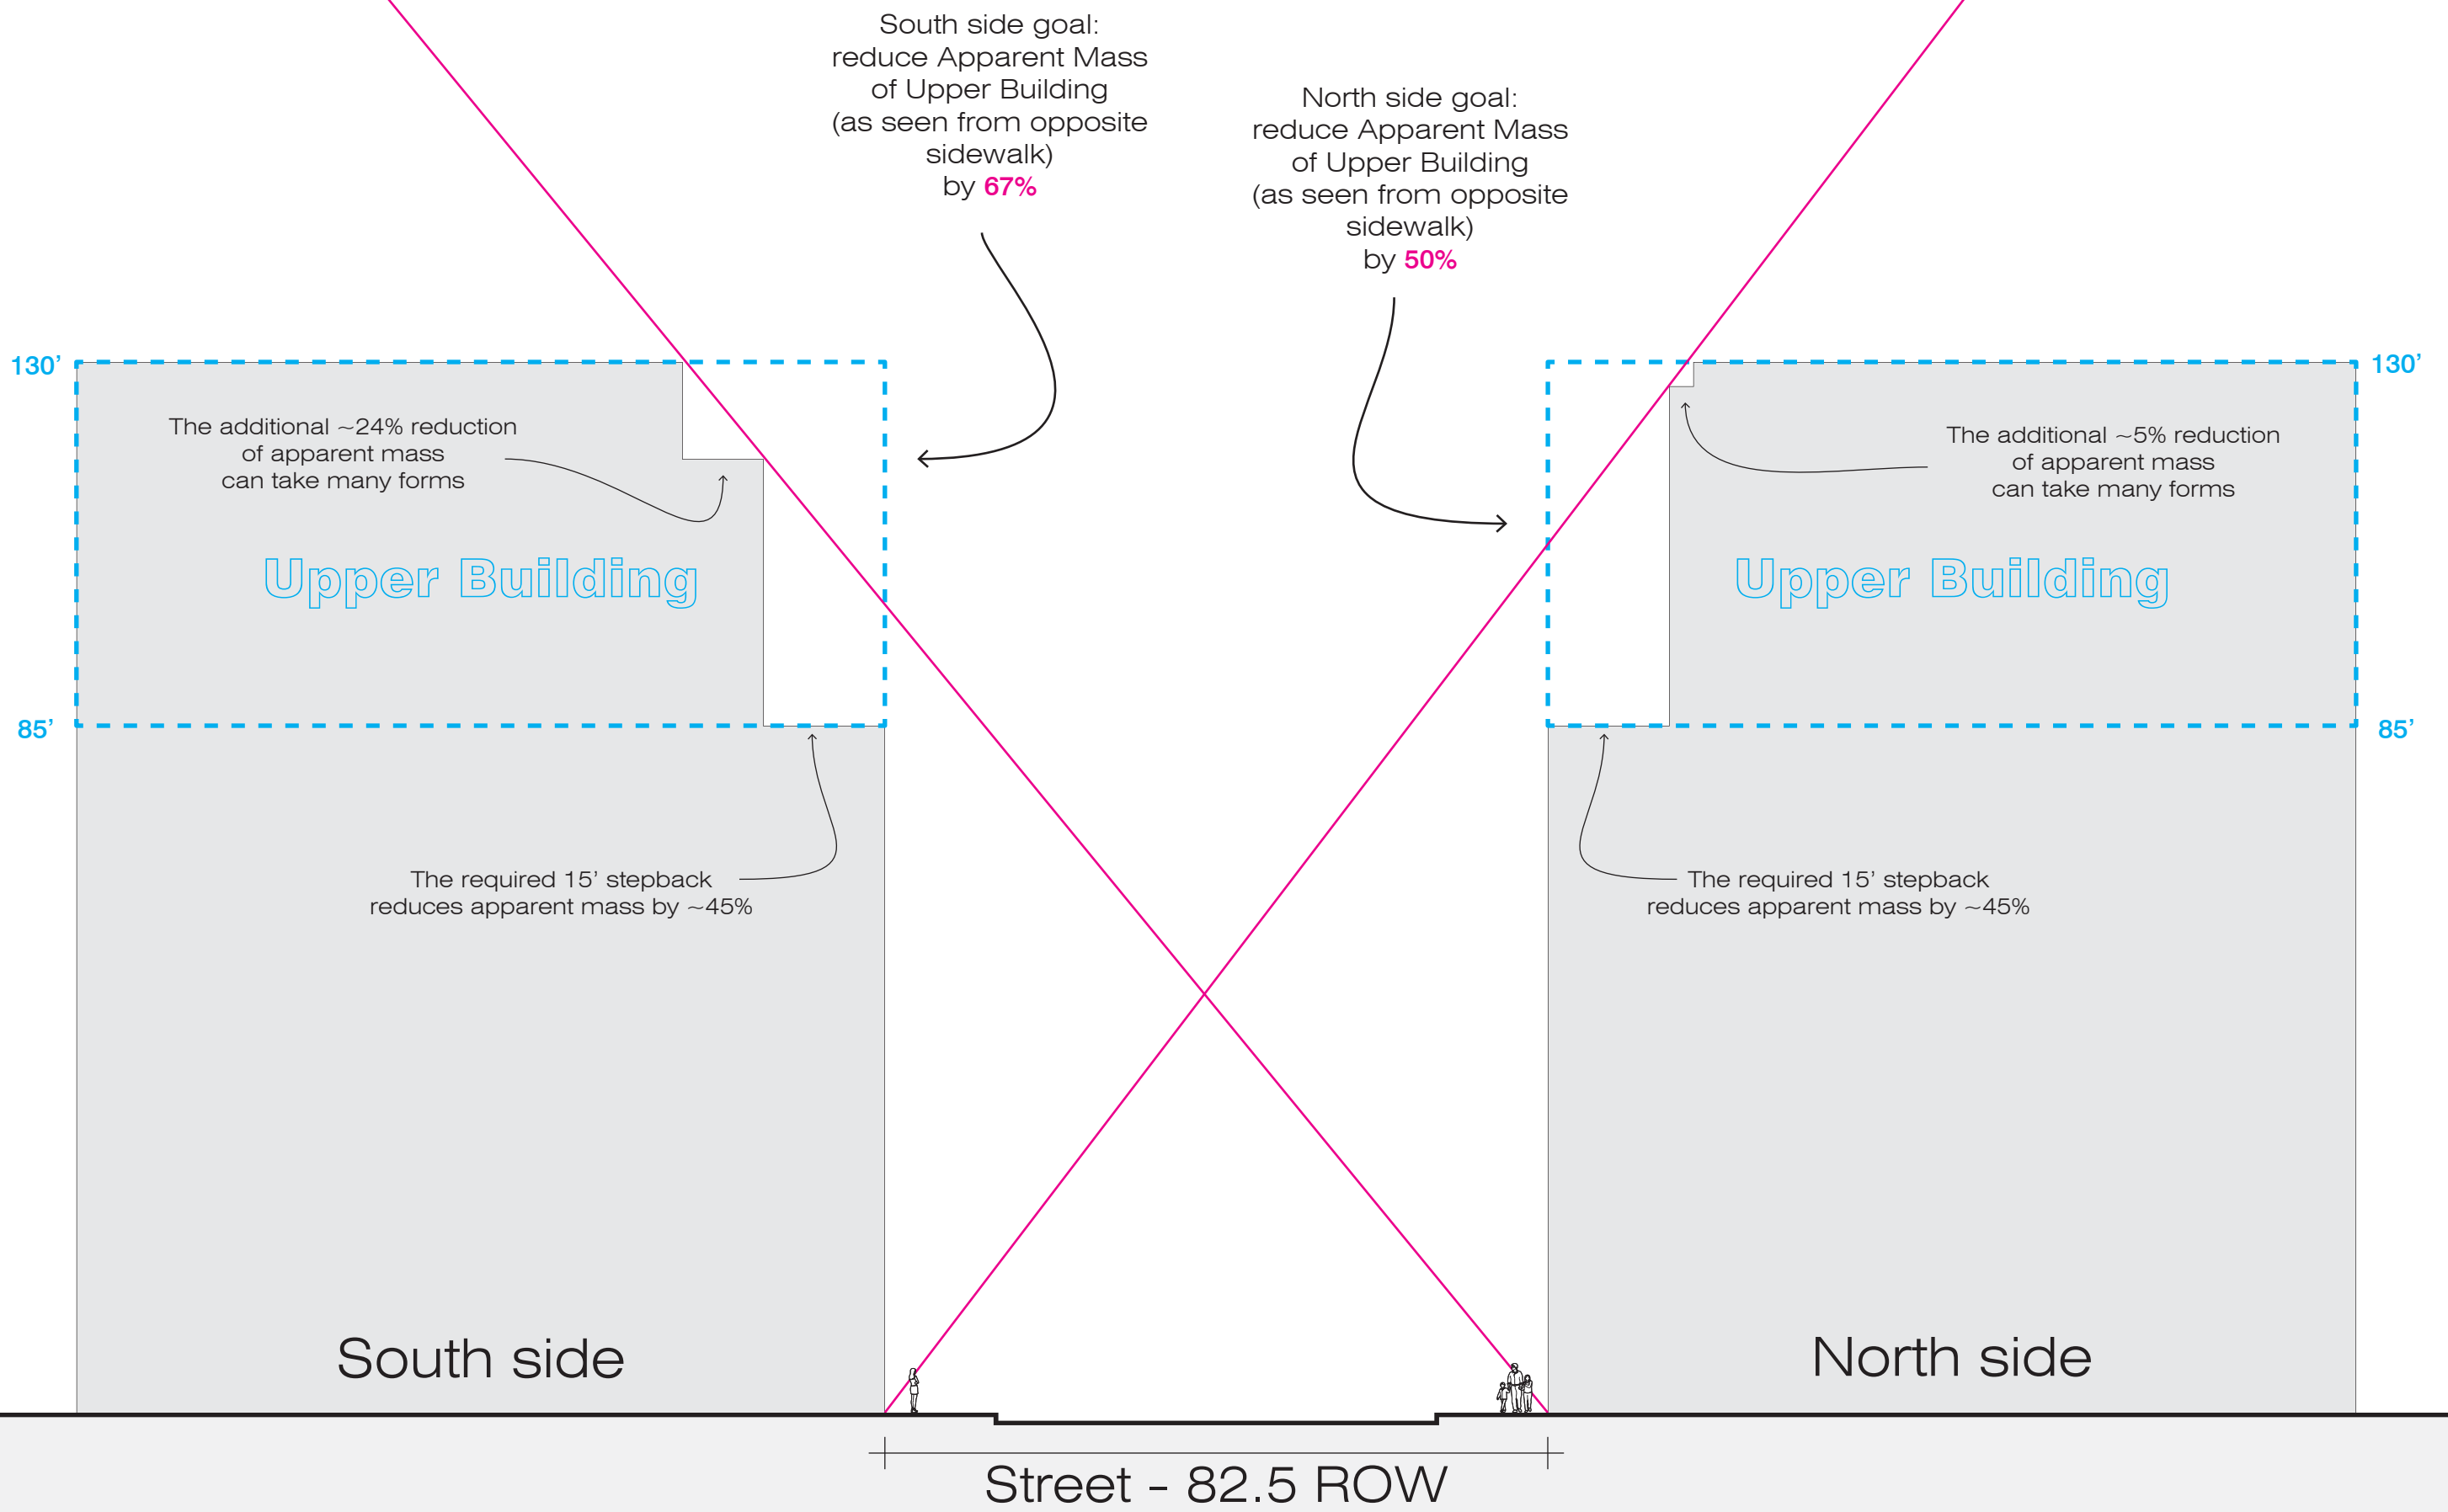 South side goal:
reduce Apparent Mass
of Upper Building
(as seen from opposite
sidewalk)
by 67%
North side goal:
reduce Apparent Mass
of Upper Building
(as seen from opposite
sidewalk)
by 50%
130’
130’
The additional ~24% reduction
of apparent mass
can take many forms
The additional ~5% reduction
of apparent mass
can take many forms
Upper Building
Upper Building
85’
85’
The required 15’ stepback
reduces apparent mass by ~45%
The required 15’ stepback
reduces apparent mass by ~45%
South side
North side
Street - 82.5 ROW